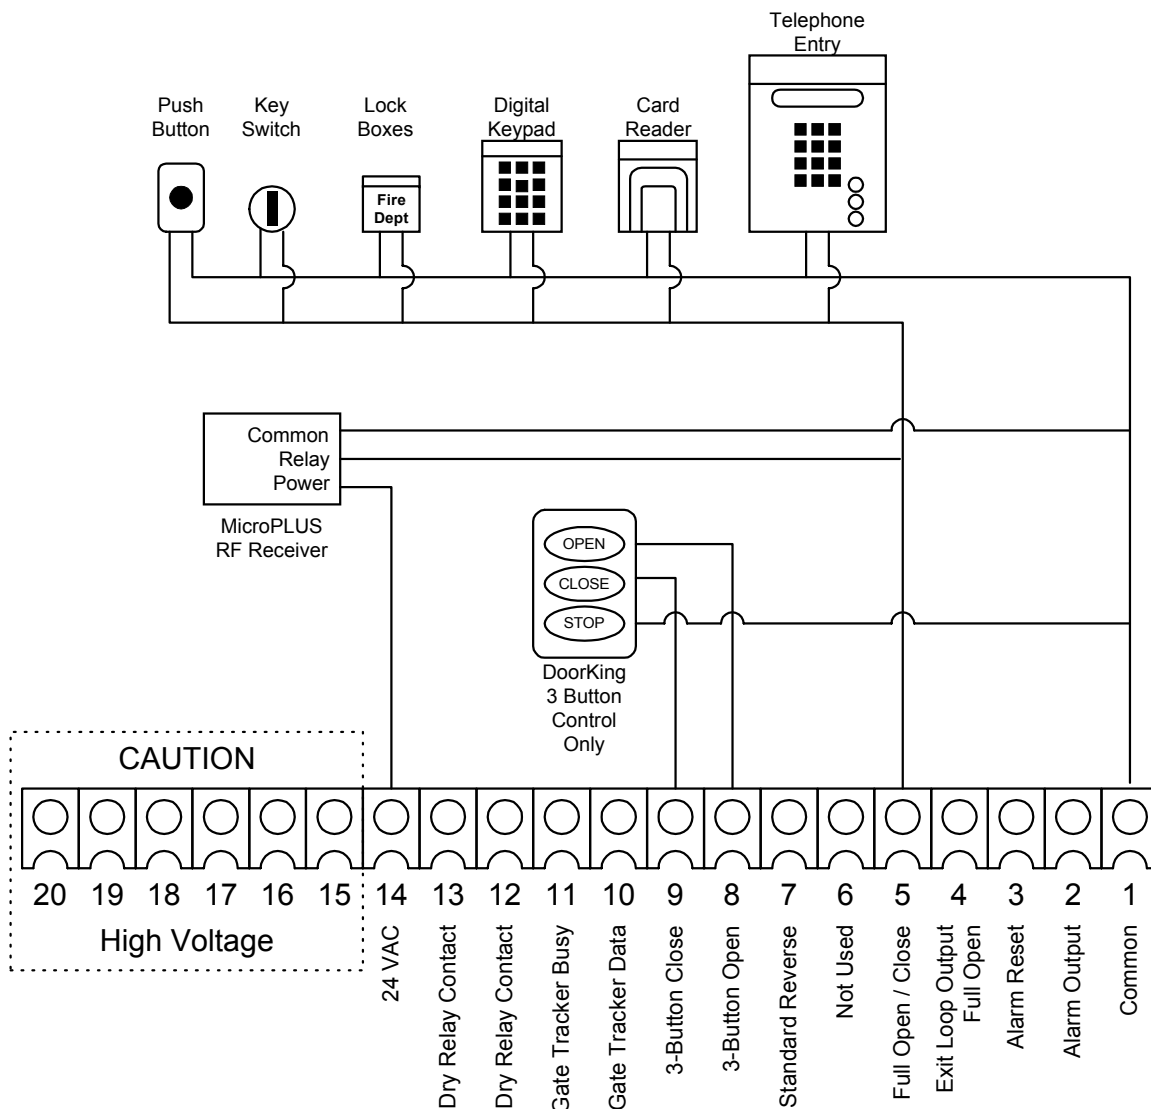 Telephone
Entry
Push
Button
Key
Switch
Lock
Boxes
Digital
Keypad
Card
Reader
Fire
Dept
Common
Relay
Power
MicroPLUS
RF Receiver
OPEN
CLOSE
STOP
DoorKing
3 Button
Control
Only
CAUTION
20 19 18 17 16 15 14 13 12 11 10 9 8 7 6 5 4 3 2 1
High Voltage
24 VAC
Dry Relay Contact
Dry Relay Contact
Gate Tracker Busy
Gate Tracker Data
3-Button Close
3-Button Open
Standard Reverse
Not Used
Full Open / Close
Exit Loop Output
Full Open
Alarm Reset
Alarm Output
Common